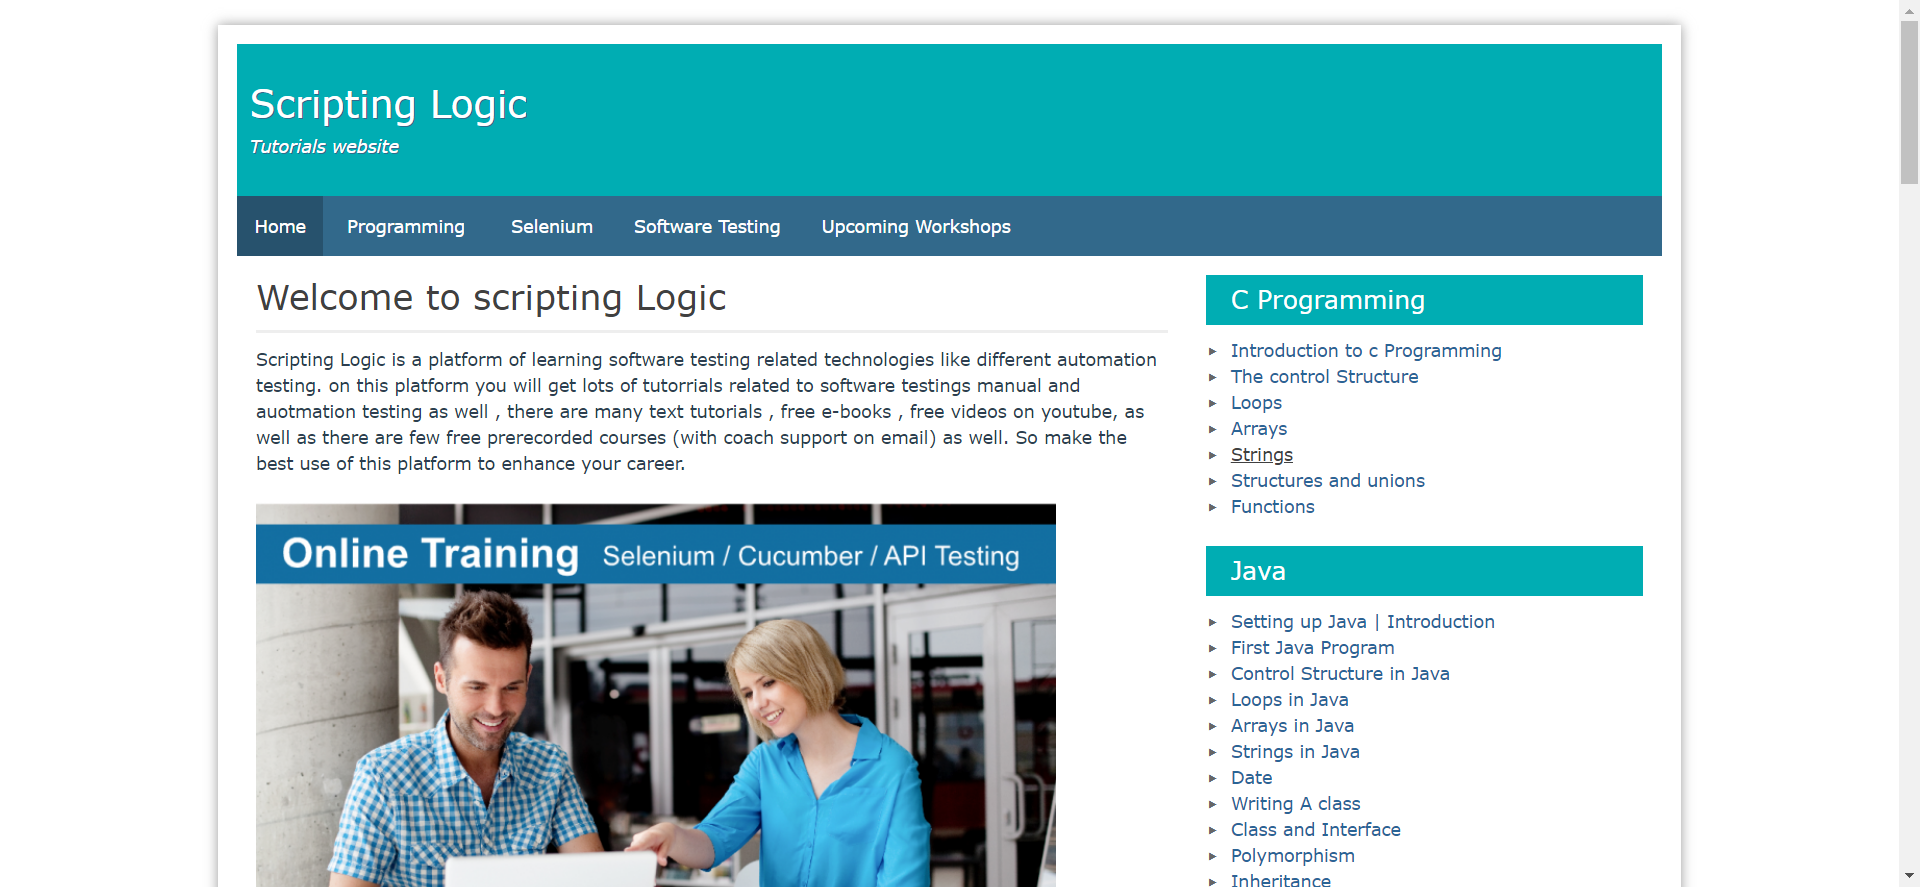 Scripting Logic
Tutorials website
Home Programming Selenium Software Testing Upcoming Workshops
Welcome to scripting Logic
Scripting Logic is a platform of learning software testing related technologies like different automation
testing. on this platform you will get lots of tutorrials related to software testings manual and
auotmation testing as well , there are many text tutorials , free e-books , free videos on youtube, as
well as there are few free prerecorded courses (with coach support on email) as well. So make the
best use of this platform to enhance your career.
Online Training Selenium / Cucumber / API Testing
C Programming
Introduction to c Programming
The control Structure
Loops
Arrays
Strings
Structures and unions
Functions
Java
Setting up Java | Introduction
First Java Program
Control Structure in Java
Loops in Java
Arrays in Java
Strings in Java
Date
Writing A class
Class and Interface
Polymorphism
Inheritance